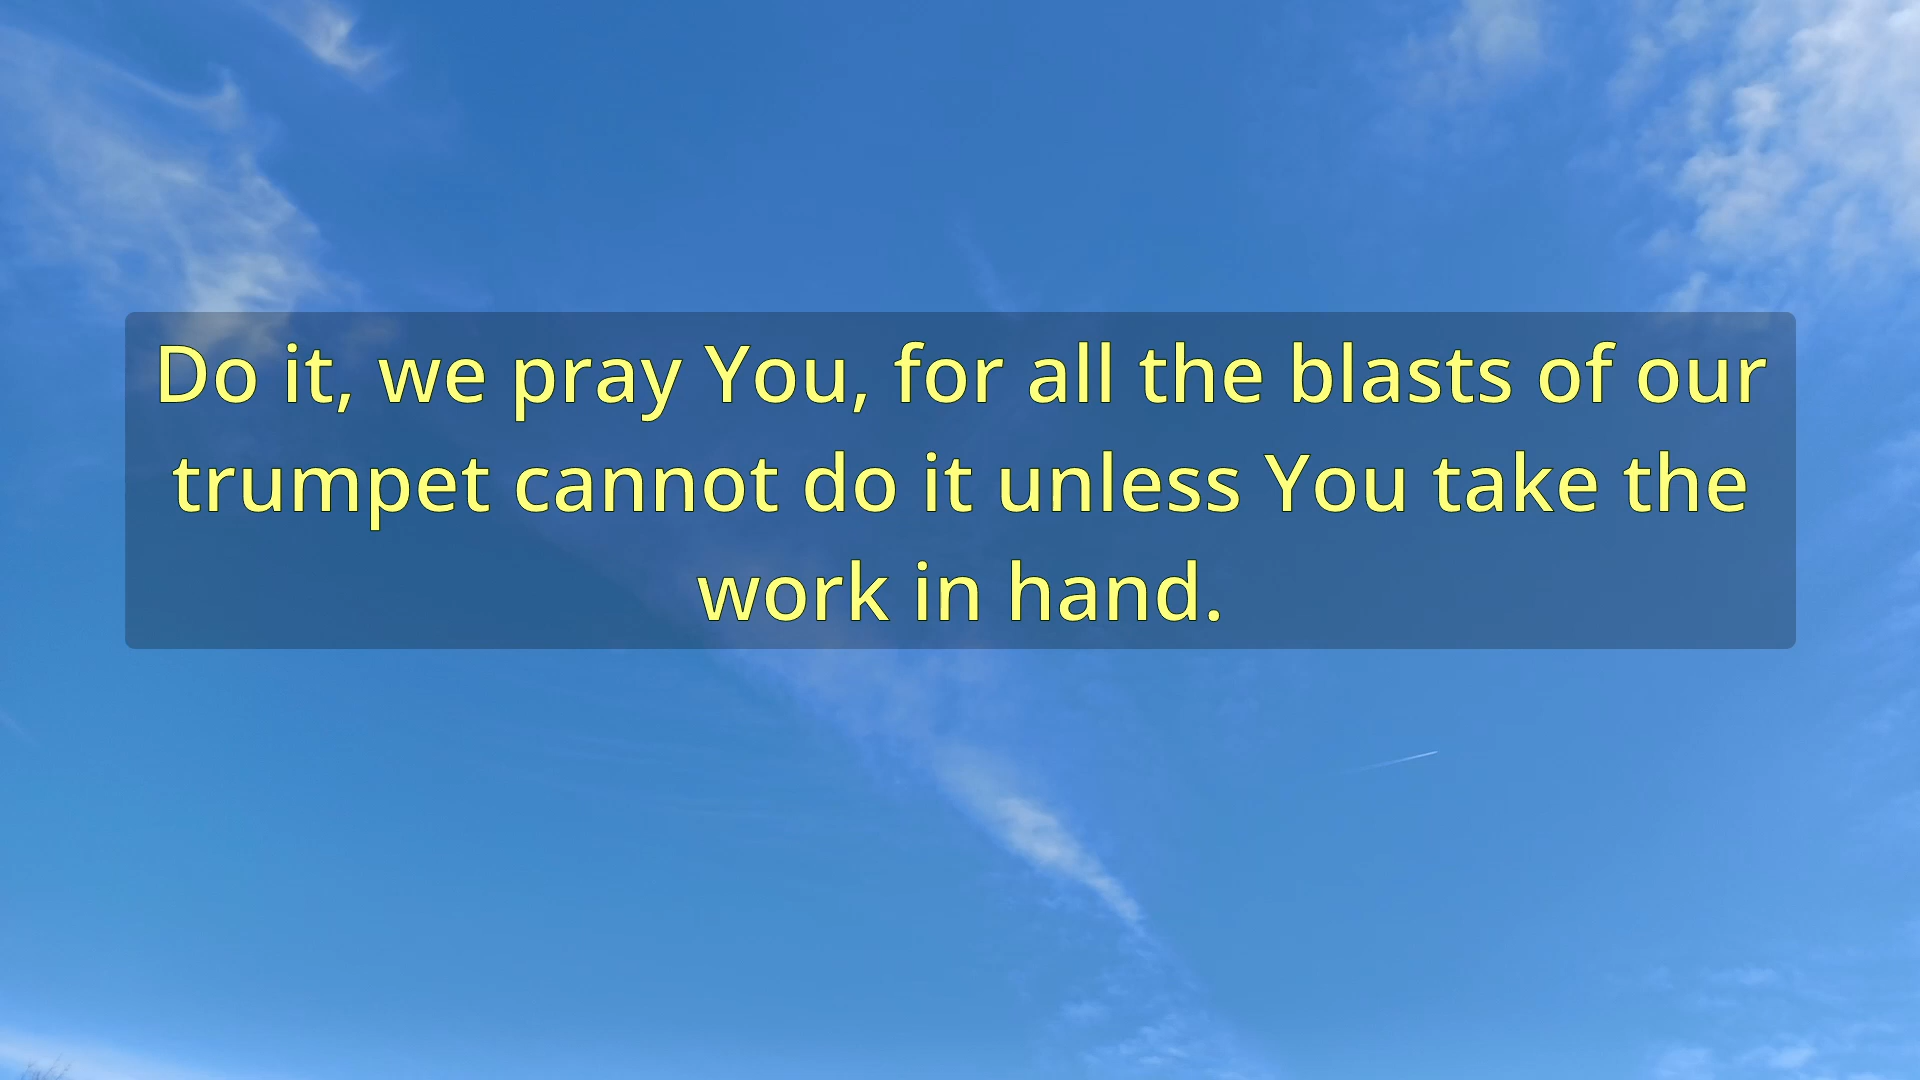 Do it, we pray You, for all the blasts of our
trumpet cannot do it unless You take the
work in hand.